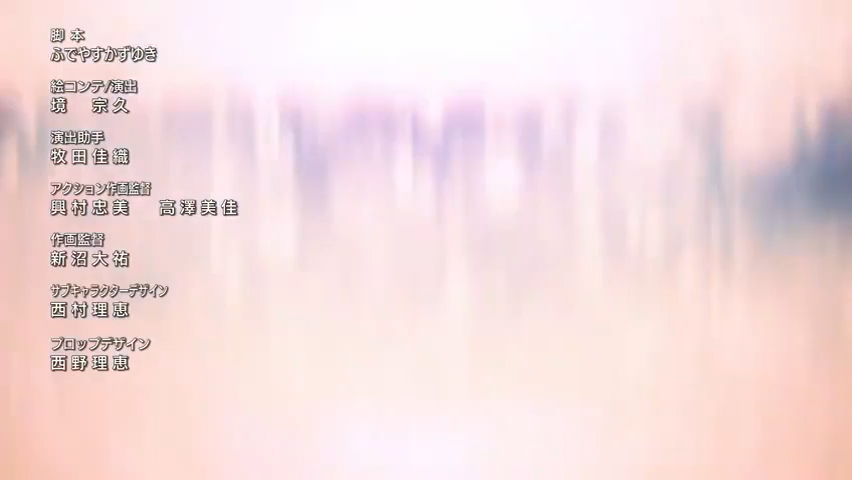 脚 本
ふでやすかずゆき
絵コンテ/演出
境 宗久
演出助手
牧田佳織
アクション作画監督
興村忠美 高澤美佳
作画監督
新沼大祐
サブキャラクターデザイン
西村理恵
プロップデザイン
西野理恵